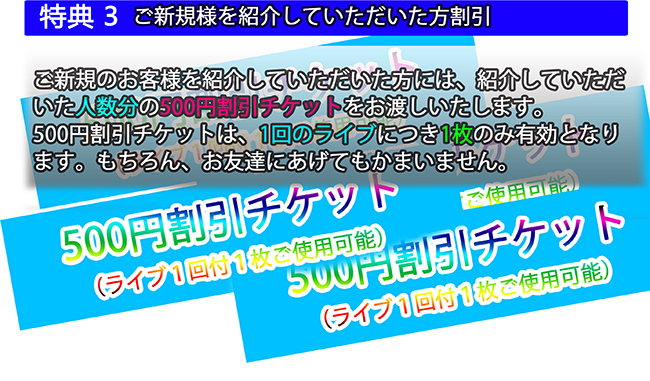 特典 3 ご新規様を紹介していただいた方割引
ご新規のお客様を紹介していただいた方には、紹介していただ
いた人数分の500円割引チケットをお渡しいたします。
500円割引チケットは、1回のライブにつき1枚のみ有効となり
ます。もちろん、お友達にあげてもかまいません。
ご使用可能）
500円割引チケット
（ライブ１回付１枚ご使用可能）
500円割引チケット
（ライブ１回付１枚ご使用可能）